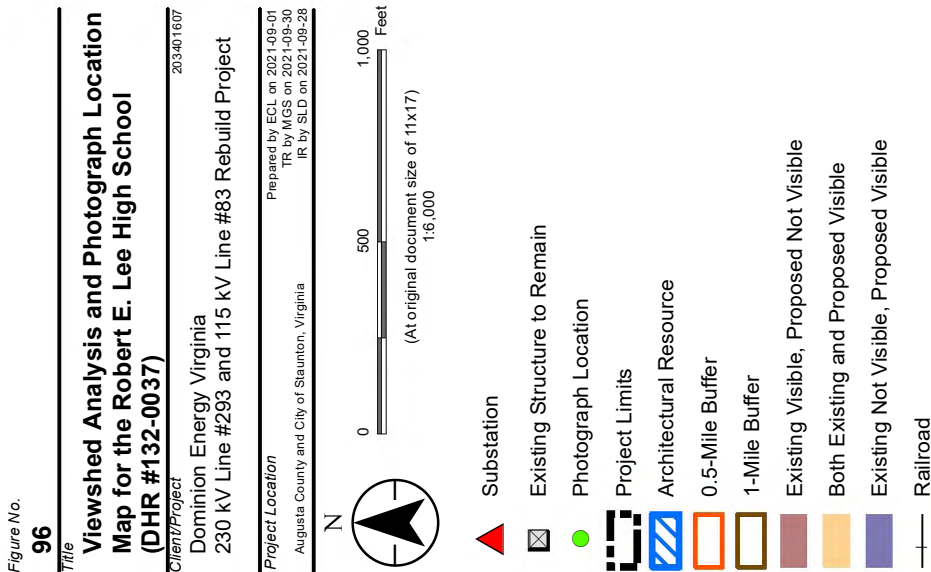 Figure No.
96
Title
Viewshed Analysis and Photograph Location
Map for the Robert E. Lee High School
(DHR #132-0037)
Client/Project
203401607
Dominion Energy Virginia
230 kV Line #293 and 115 kV Line #83 Rebuild Project
Project Location
Prepared by ECL on 2021-09-01
TR by MGS on 2021-09-30
IR by SLD on 2021-09-28
Augusta County and City of Staunton, Virginia
N
0 500 1,000
Feet
(At original document size of 11x17)
1:6,000
Substation
Existing Structure to Remain
Photograph Location
Project Limits
Architectural Resource
0.5-Mile Buffer
1-Mile Buffer
Existing Visible, Proposed Not Visible
Both Existing and Proposed Visible
Existing Not Visible, Proposed Visible
Railroad